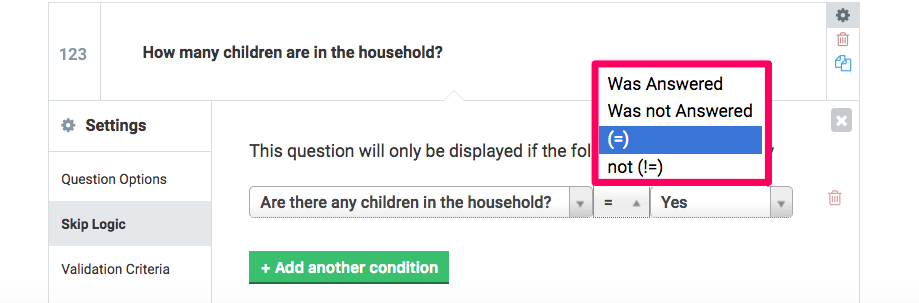 123
How many children are in the household?
Was Answered
Was not Answered
(=)
not (!=)
Settings
This question will only be displayed if the fol
Question Options
Are there any children in the household?
=
Yes
Skip Logic
+ Add another condition
Validation Criteria